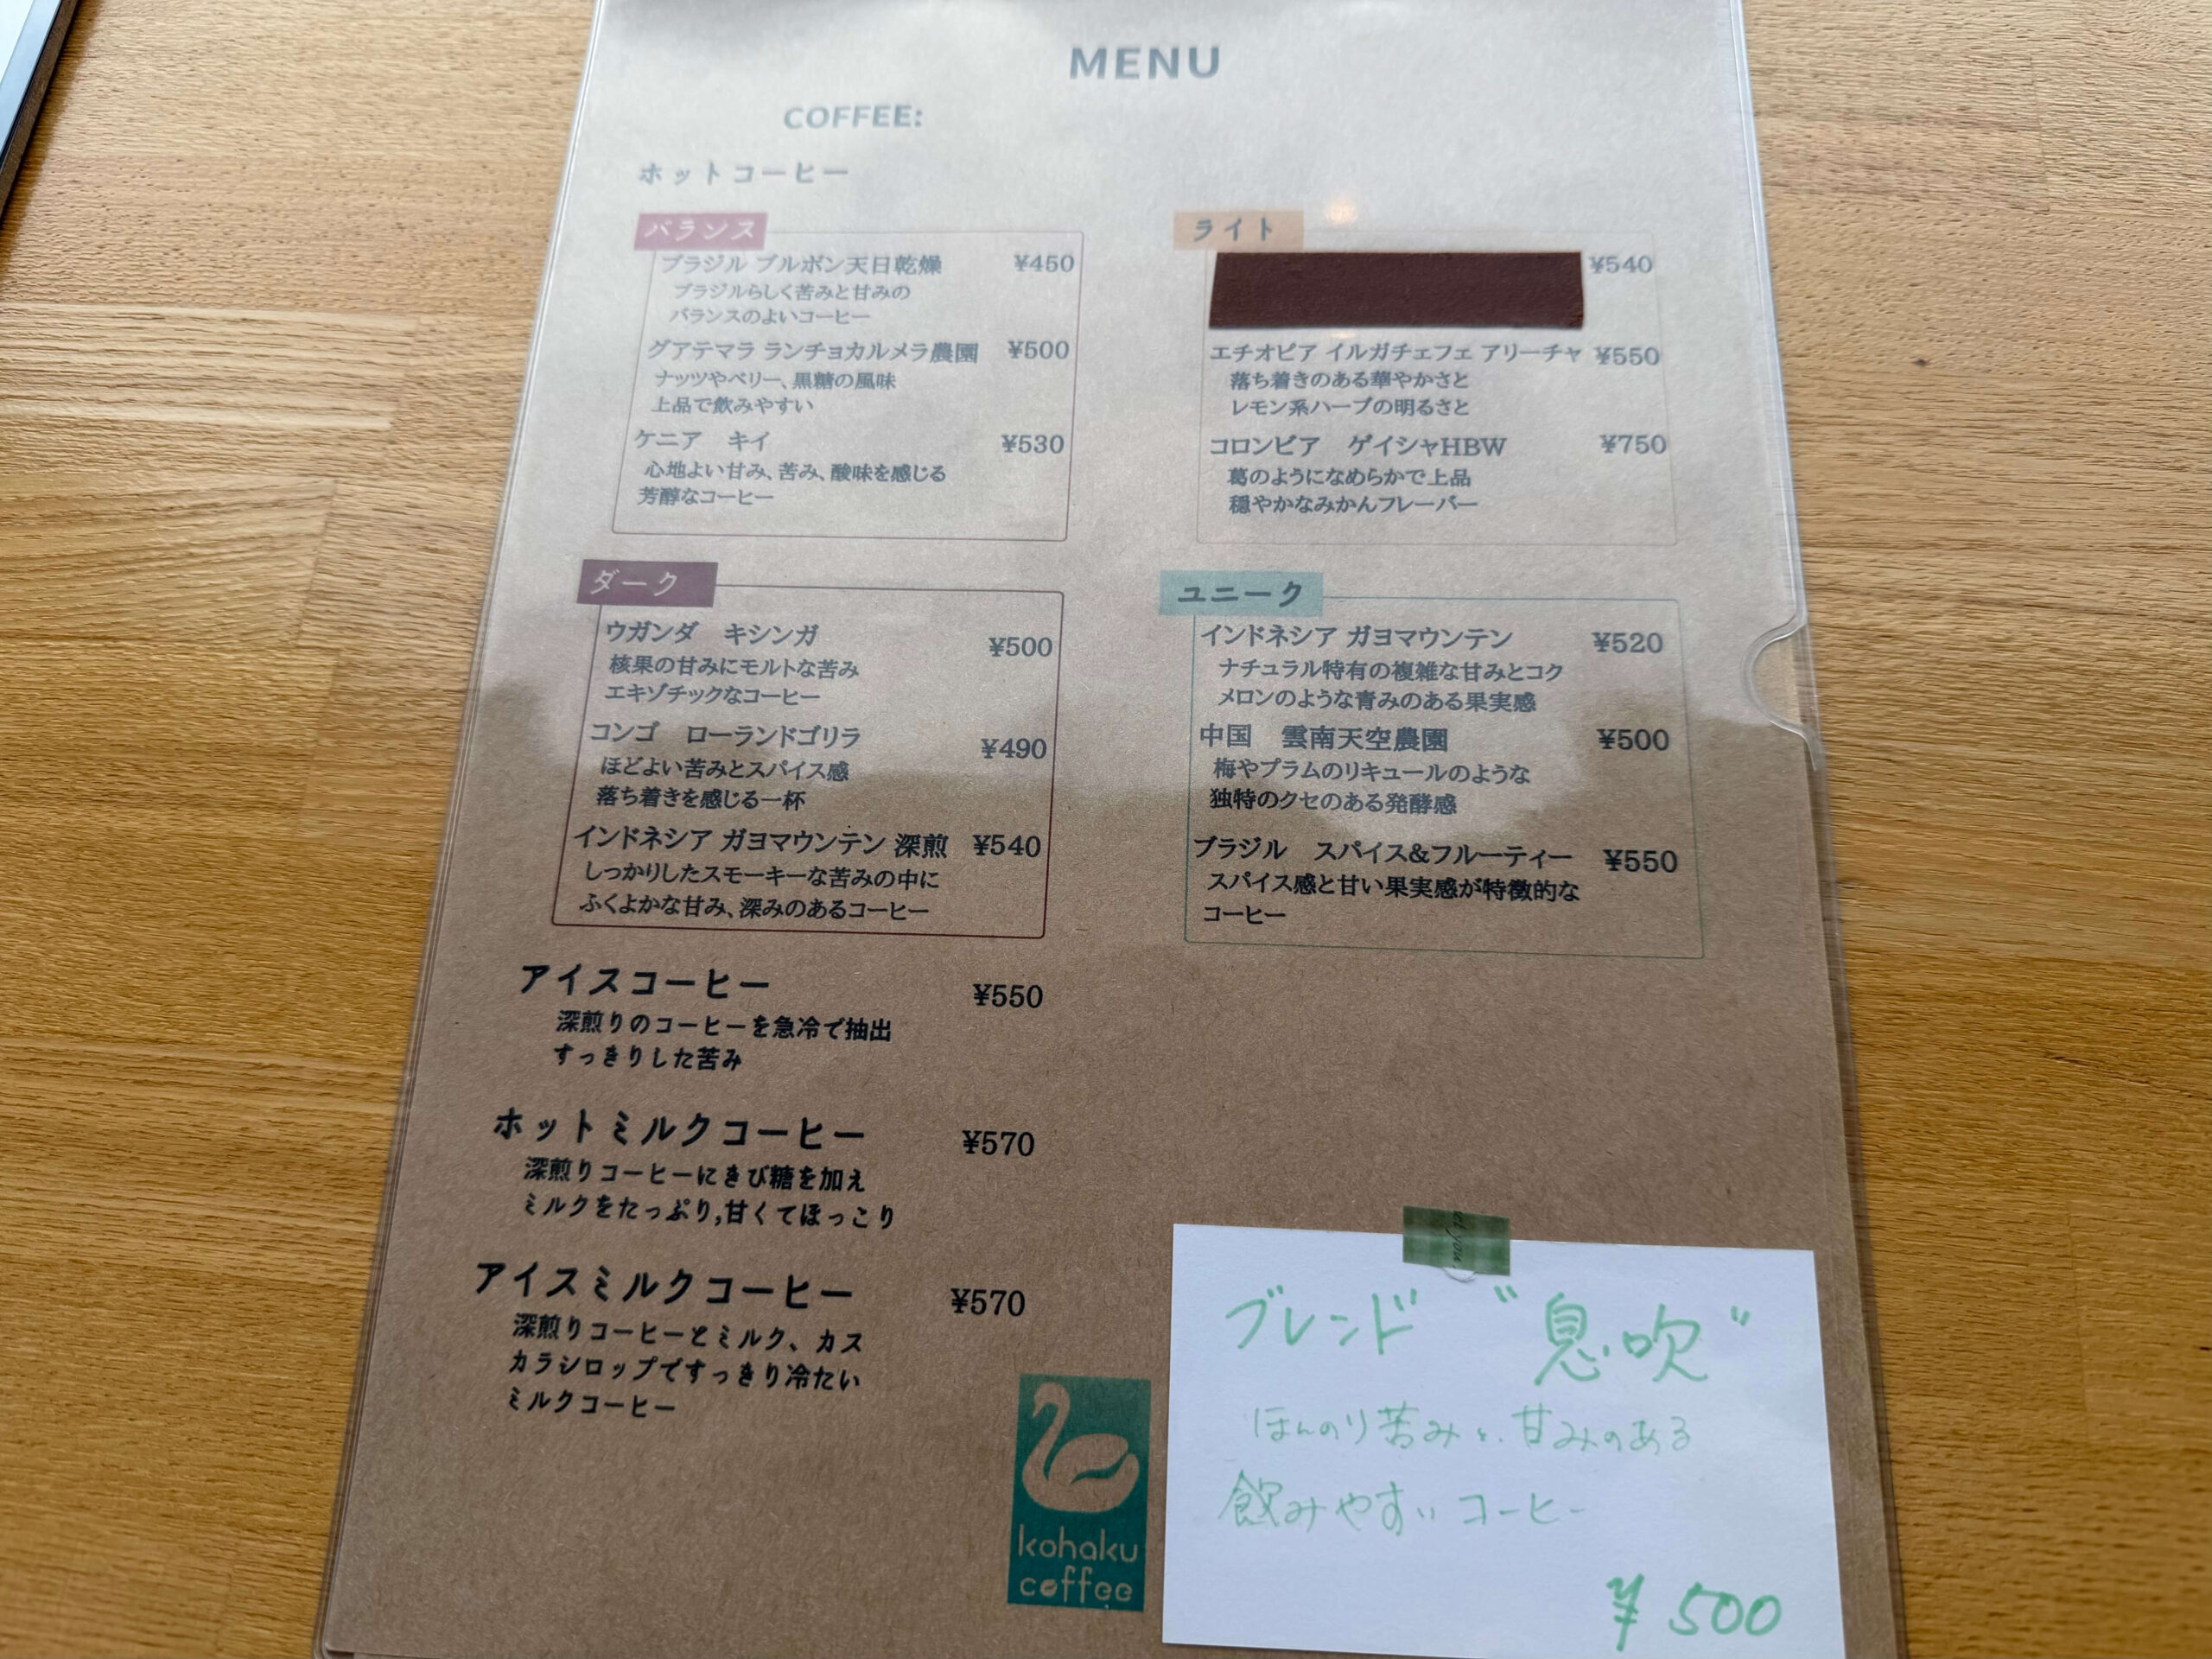 MENU
COFFEE:
ホットコーヒー
バランス
ブラジル ブルボン天日乾燥 ¥450
ブラジルらしく苦みと甘みの
バランスのよいコーヒー
グアテマラ ランチョカルメラ農園 ¥500
ナッツやベリー、黒糖の風味
上品で飲みやすい
ケニア キイ ¥530
心地よい甘み、苦み、酸味を感じる
芳醇なコーヒー
ライト
¥540
エチオピア イルガチェフェ アリーチャ ¥550
落ち着きのある華やかさと
レモン系ハーブの明るさと
コロンビア ゲイシャHBW ¥750
葛のようになめらかで上品
穏やかなみかんフレーバー
ダーク
ウガンダ キシンガ ¥500
核果の甘みにモルトな苦み
エキゾチックなコーヒー
コンゴ ローランドゴリラ ¥490
ほどよい苦みとスパイス感
落ち着きを感じる一杯
インドネシア ガヨマウンテン 深煎 ¥540
しっかりしたスモーキーな苦みの中に
ふくよかな甘み、深みのあるコーヒー
ユニーク
インドネシア ガヨマウンテン ¥520
ナチュラル特有の複雑な甘みとコク
メロンのような青みのある果実感
中国 雲南天空農園 ¥500
梅やプラムのリキュールのような
独特のクセのある発酵感
ブラジル スパイス&フルーティー ¥550
スパイス感と甘い果実感が特徴的な
コーヒー
アイスコーヒー ¥550
深煎りのコーヒーを急冷で抽出
すっきりした苦み
ホットミルクコーヒー ¥570
深煎りコーヒーにきび糖を加え
ミルクをたっぷり,甘くてほっこり
アイスミルクコーヒー ¥570
深煎りコーヒーとミルク、カス
カラシロップですっきり冷たい
ミルクコーヒー
kohaku
coffee
ブレンド "息吹"
ほんのり苦みと、甘みのある
飲みやすいコーヒー
¥500